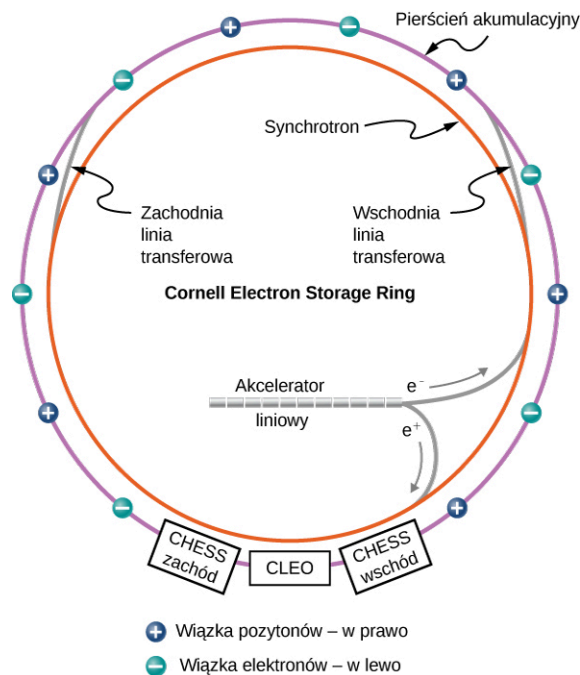 Pierścień akumulacyjny
Synchrotron
Zachodnia
linia
transferowa
Wschodnia
linia
transferowa
Cornell Electron Storage Ring
Akcelerator
liniowy
e⁻
e⁺
CHESS
zachód
CLEO
CHESS
wschód
+ Wiązka pozytonów – w prawo
− Wiązka elektronów – w lewo